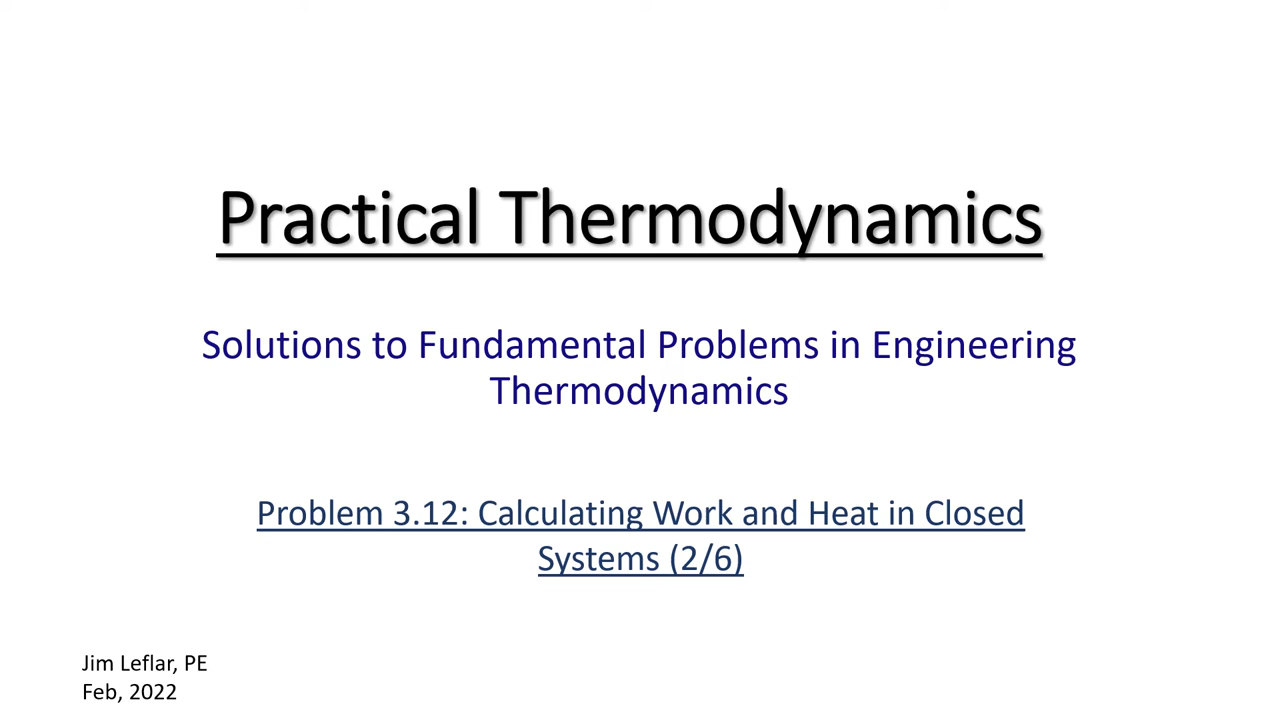 Practical Thermodynamics
Solutions to Fundamental Problems in Engineering
Thermodynamics
Problem 3.12: Calculating Work and Heat in Closed
Systems (2/6)
Jim Leflar, PE
Feb, 2022